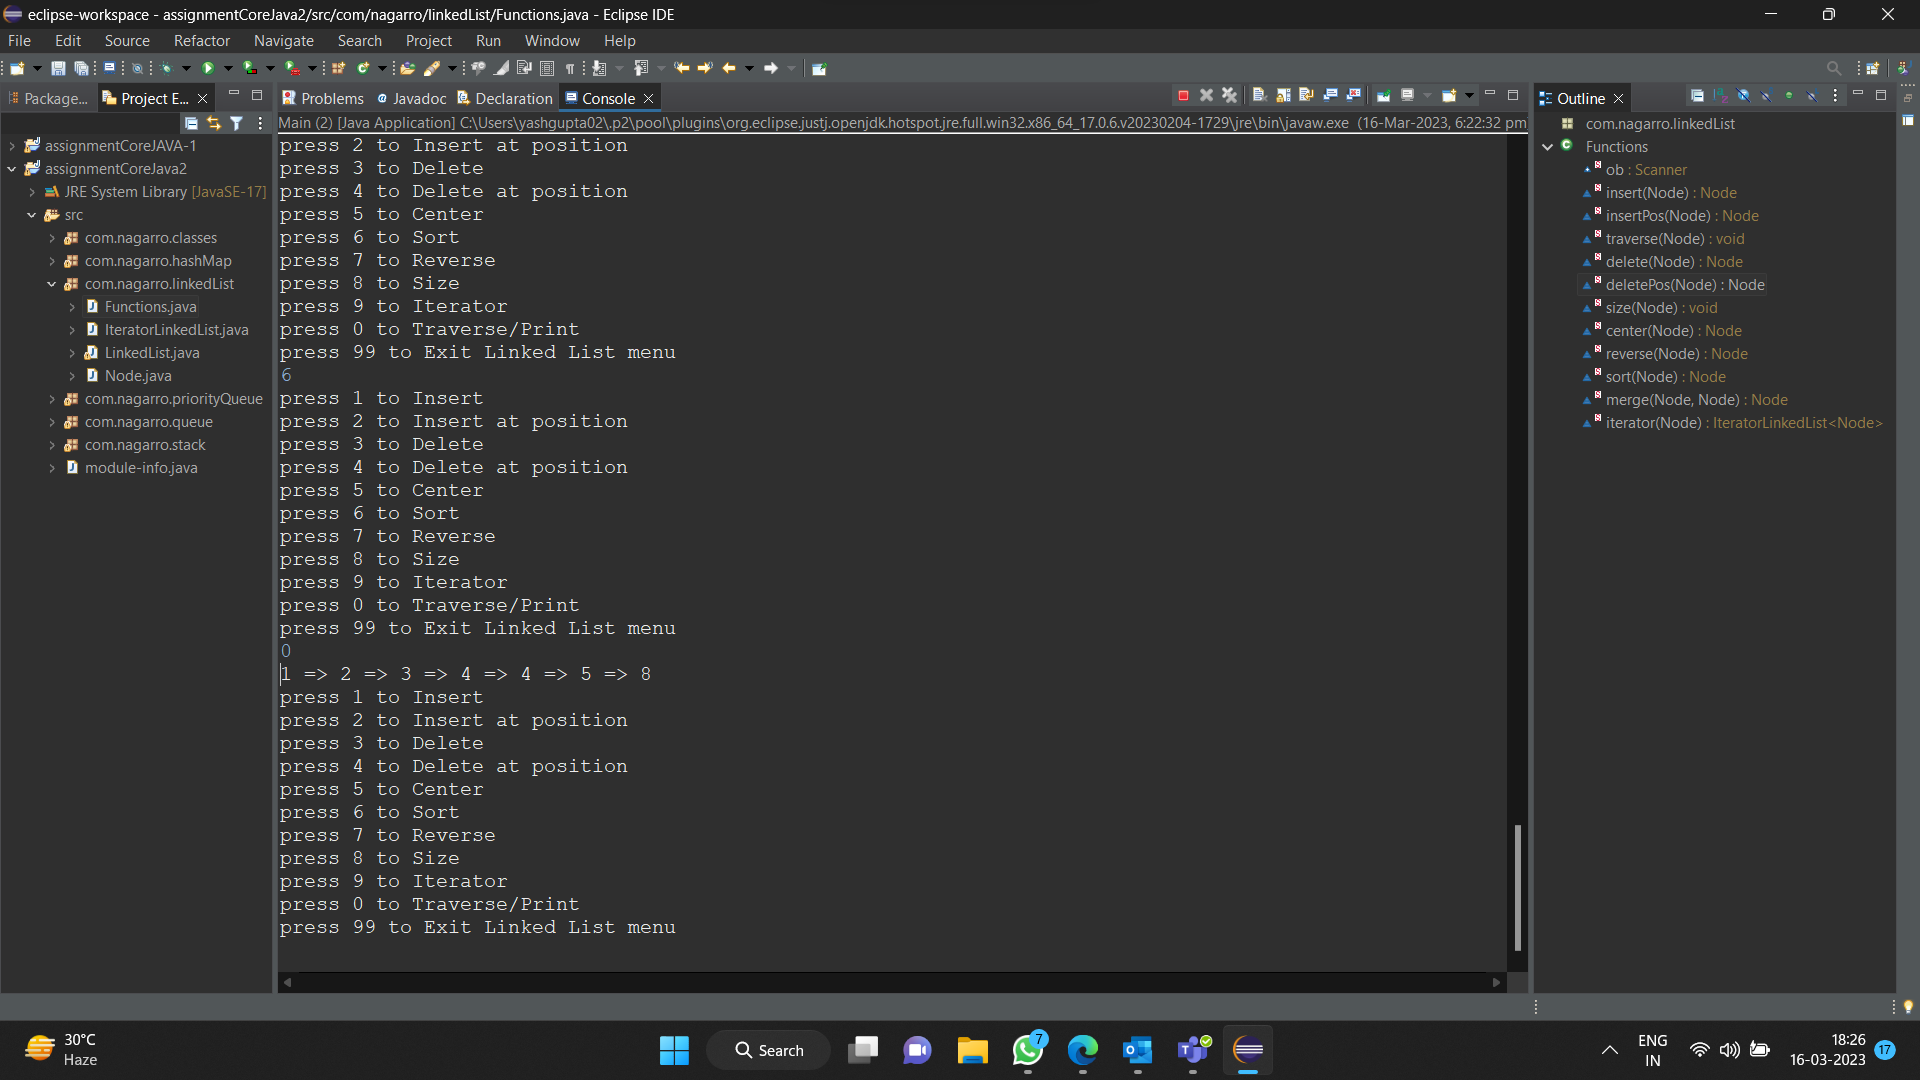 eclipse-workspace - assignmentCoreJava2/src/com/nagarro/linkedList/Functions.java - Eclipse IDE
File Edit Source Refactor Navigate Search Project Run Window Help
Package... Project E...
assignmentCoreJAVA-1
assignmentCoreJava2
JRE System Library [JavaSE-17]
src
com.nagarro.classes
com.nagarro.hashMap
com.nagarro.linkedList
Functions.java
IteratorLinkedList.java
LinkedList.java
Node.java
com.nagarro.priorityQueue
com.nagarro.queue
com.nagarro.stack
module-info.java
Problems Javadoc Declaration Console
Main (2) [Java Application] C:\Users\yashgupta02\.p2\pool\plugins\org.eclipse.justj.openjdk.hotspot.jre.full.win32.x86_64_17.0.6.v20230204-1729\jre\bin\javaw.exe (16-Mar-2023, 6:22:32 pm
press 2 to Insert at position
press 3 to Delete
press 4 to Delete at position
press 5 to Center
press 6 to Sort
press 7 to Reverse
press 8 to Size
press 9 to Iterator
press 0 to Traverse/Print
press 99 to Exit Linked List menu
6
press 1 to Insert
press 2 to Insert at position
press 3 to Delete
press 4 to Delete at position
press 5 to Center
press 6 to Sort
press 7 to Reverse
press 8 to Size
press 9 to Iterator
press 0 to Traverse/Print
press 99 to Exit Linked List menu
0
1 => 2 => 3 => 4 => 4 => 5 => 8
press 1 to Insert
press 2 to Insert at position
press 3 to Delete
press 4 to Delete at position
press 5 to Center
press 6 to Sort
press 7 to Reverse
press 8 to Size
press 9 to Iterator
press 0 to Traverse/Print
press 99 to Exit Linked List menu
Outline
com.nagarro.linkedList
Functions
ob : Scanner
insert(Node) : Node
insertPos(Node) : Node
traverse(Node) : void
delete(Node) : Node
deletePos(Node) : Node
size(Node) : void
center(Node) : Node
reverse(Node) : Node
sort(Node) : Node
merge(Node, Node) : Node
iterator(Node) : IteratorLinkedList<Node>
30°C
Haze
Search
7
ENG
IN
18:26
16-03-2023
17